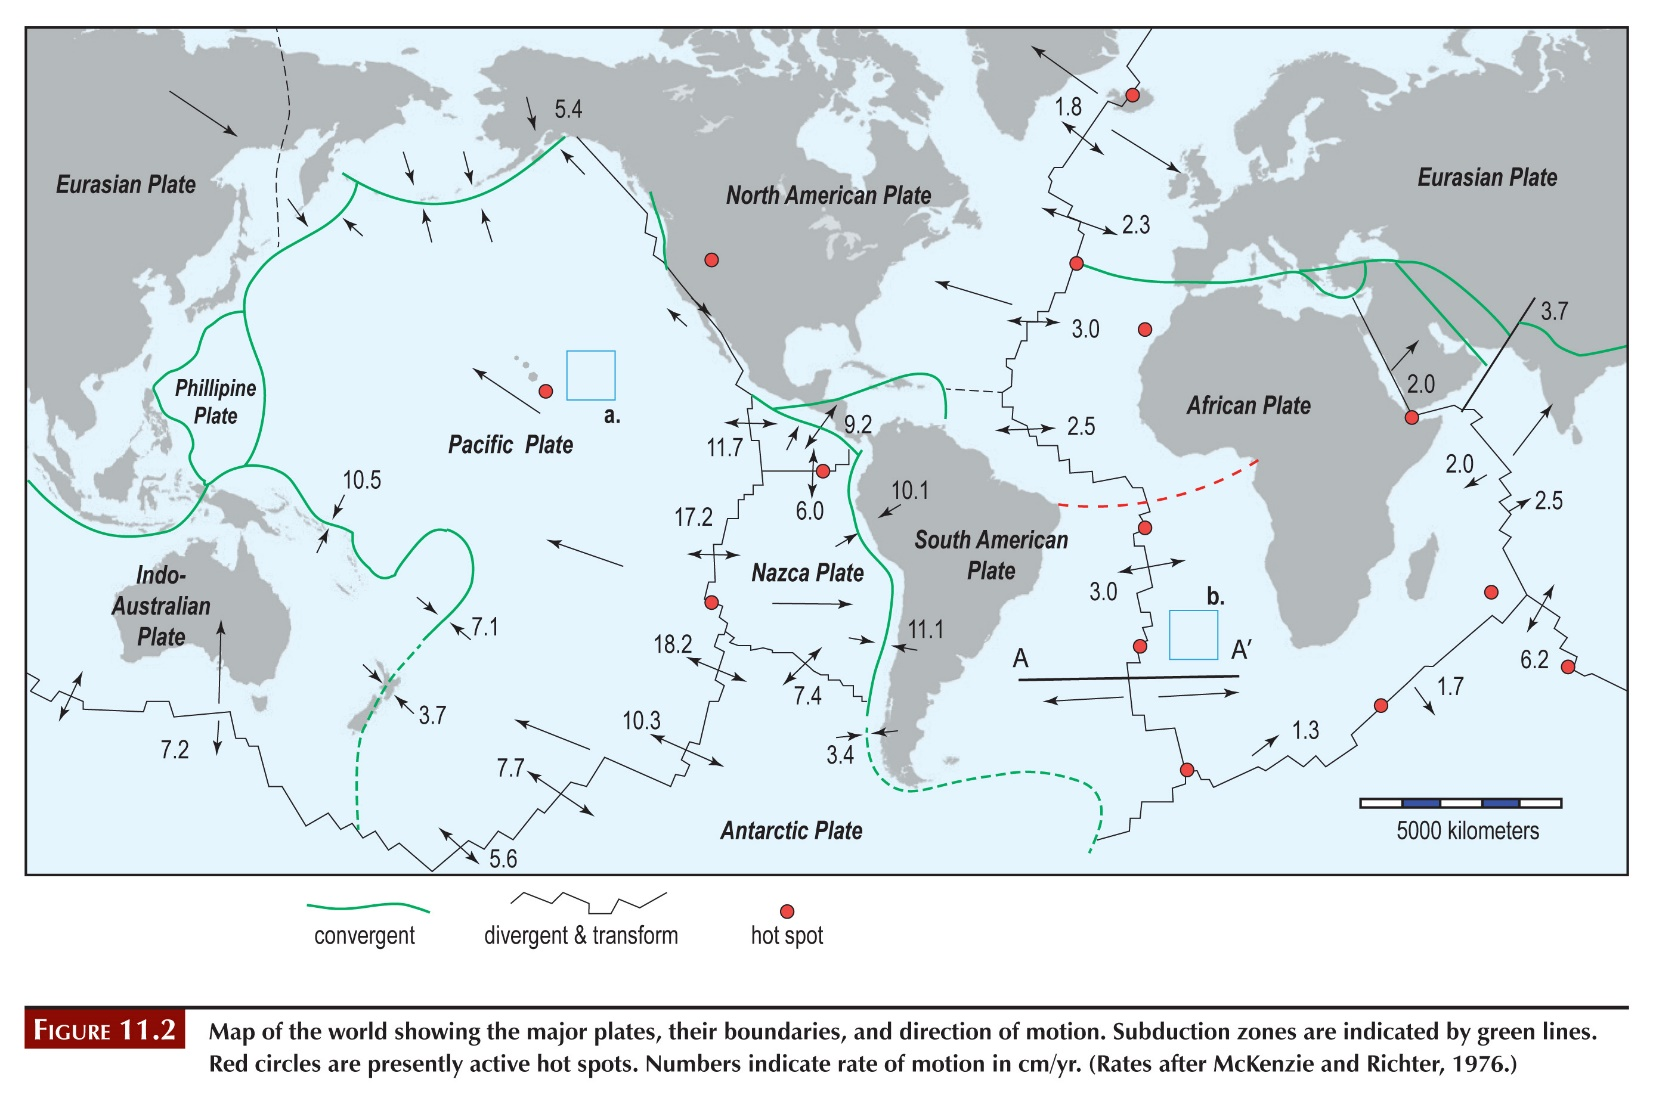 5.4
1.8
Eurasian Plate
North American Plate
Eurasian Plate
2.3
3.0
3.7
2.0
Phillipine
Plate
a.
African Plate
Pacific Plate
11.7
9.2
2.5
2.0
10.5
6.0
10.1
2.5
17.2
South American
Plate
Indo-
Australian
Plate
Nazca Plate
3.0
b.
7.1
18.2
11.1
A
A′
6.2
7.4
1.7
3.7
10.3
7.2
3.4
1.3
7.7
Antarctic Plate
5000 kilometers
5.6
convergent
divergent & transform
hot spot
FIGURE 11.2
Map of the world showing the major plates, their boundaries, and direction of motion. Subduction zones are indicated by green lines.
Red circles are presently active hot spots. Numbers indicate rate of motion in cm/yr. (Rates after McKenzie and Richter, 1976.)